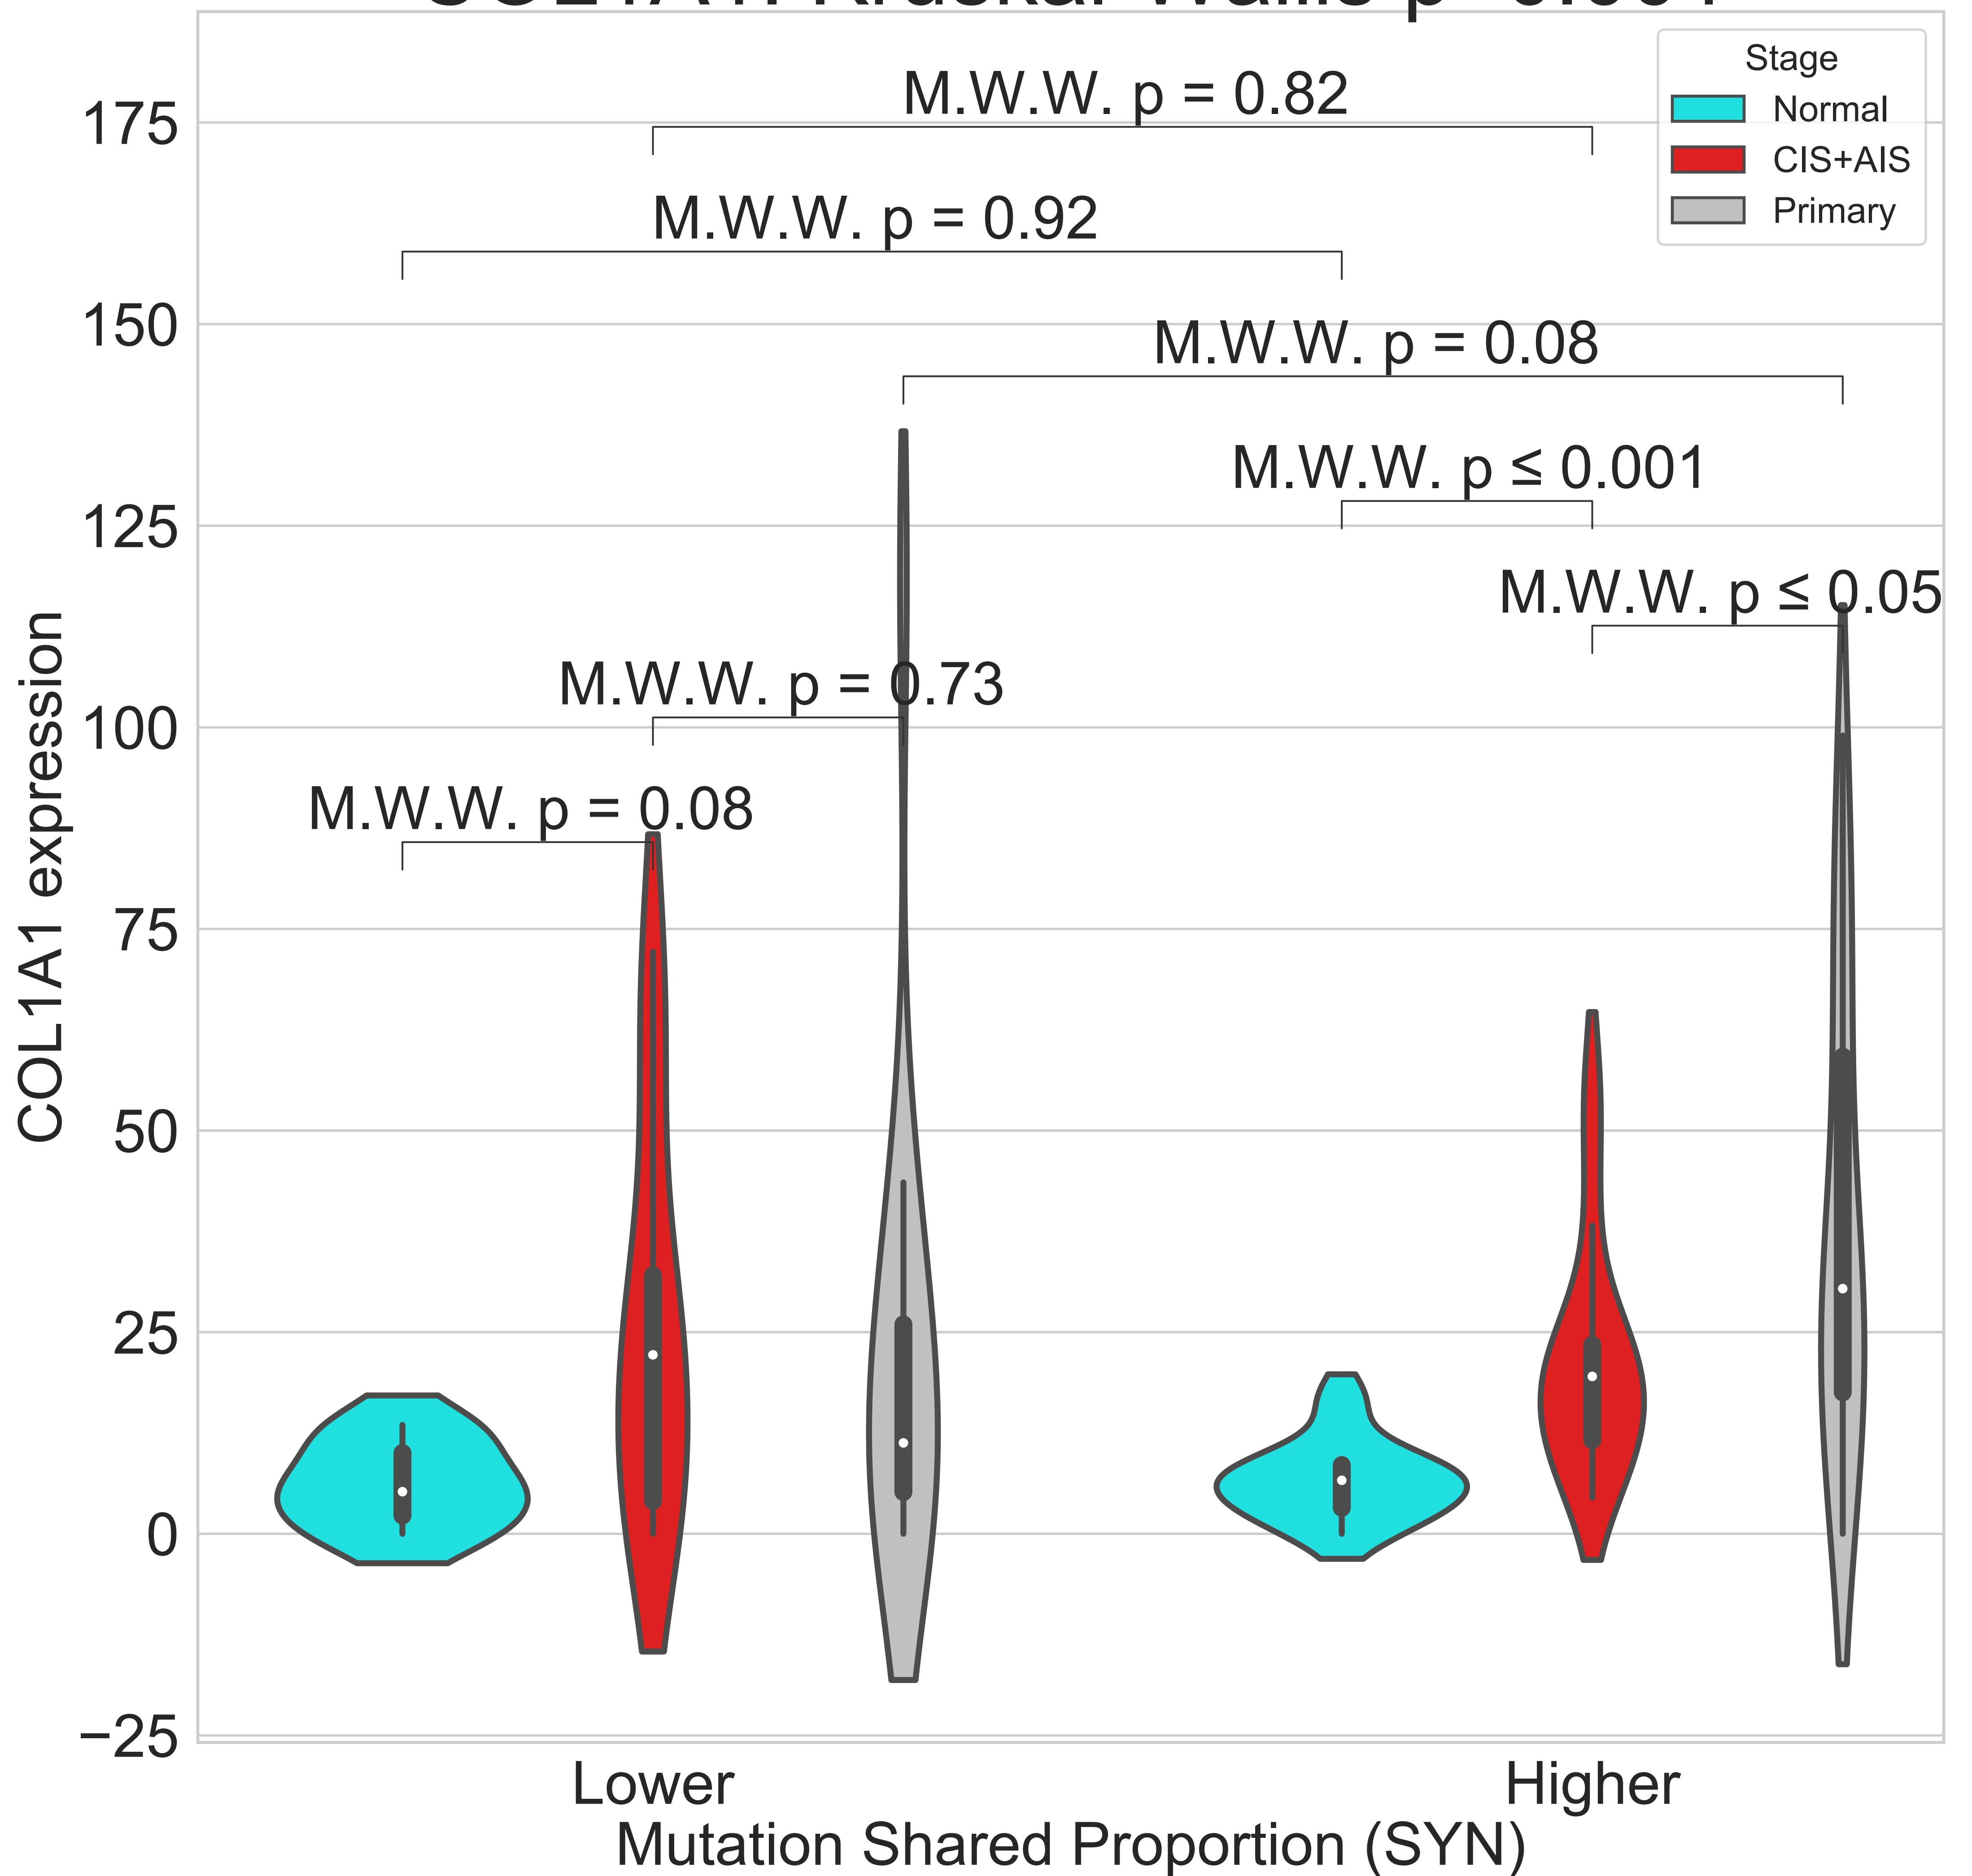 Stage
Normal
CIS+AIS
Primary
M.W.W. p = 0.82
M.W.W. p = 0.92
M.W.W. p = 0.08
M.W.W. p ≤ 0.001
M.W.W. p ≤ 0.05
M.W.W. p = 0.73
M.W.W. p = 0.08
175
150
125
100
75
50
25
0
−25
COL1A1 expression
Lower
Higher
Mutation Shared Proportion (SYN)